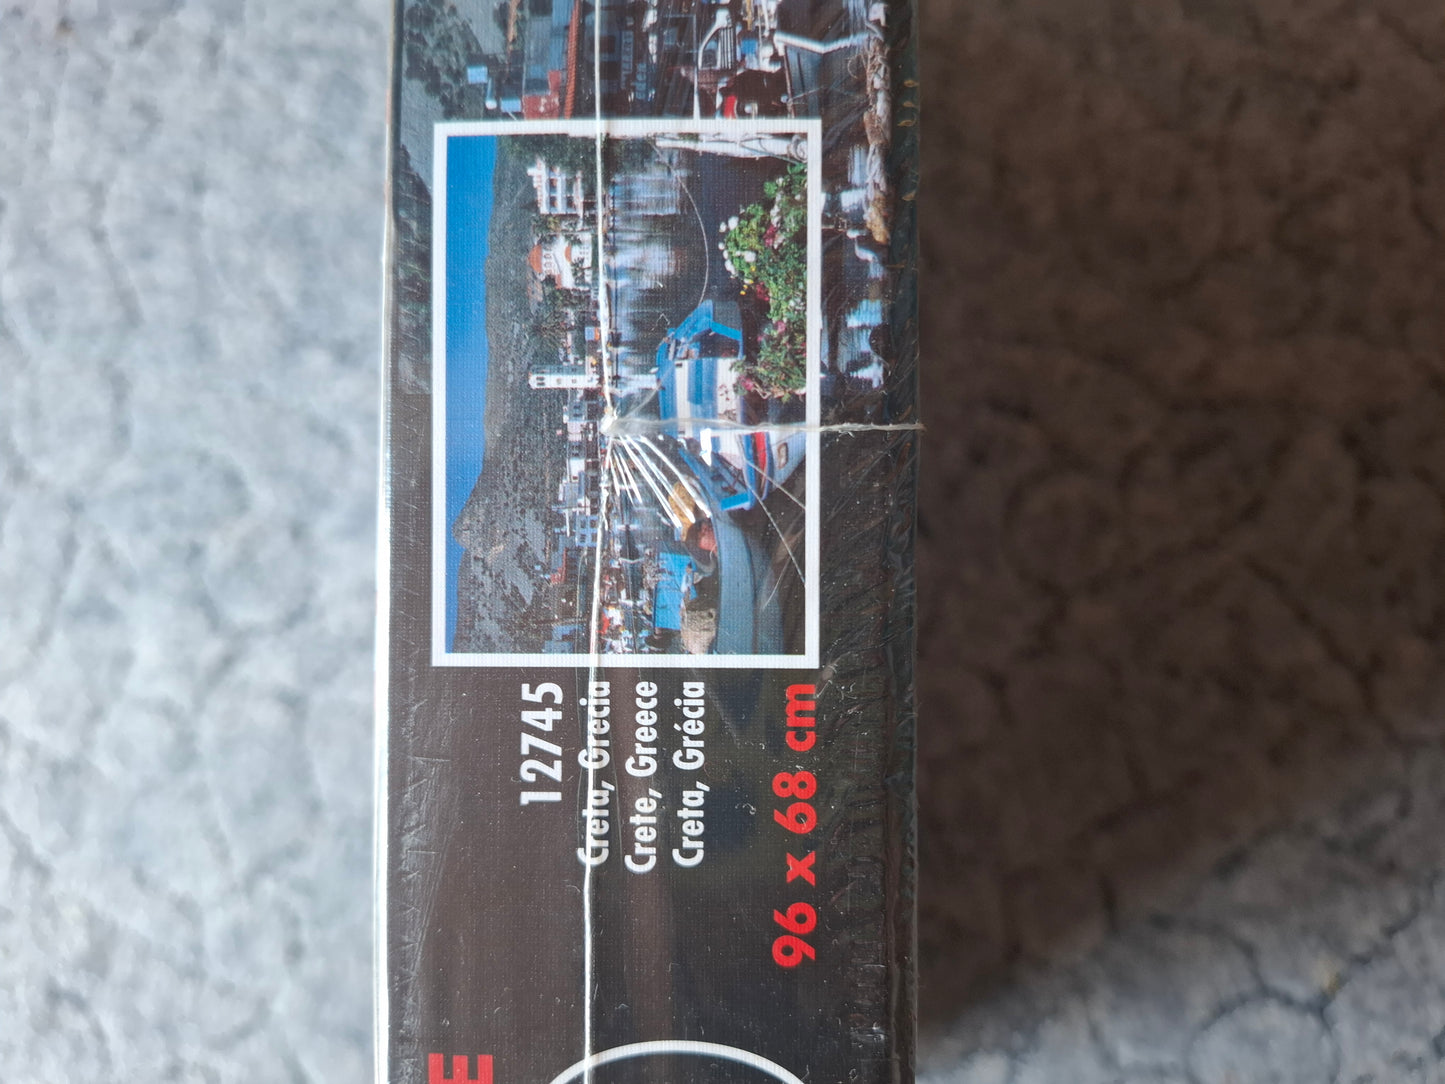 12745
Creta, Grecia
Crete, Greece
Creta, Grécia
96 x 68 cm
E